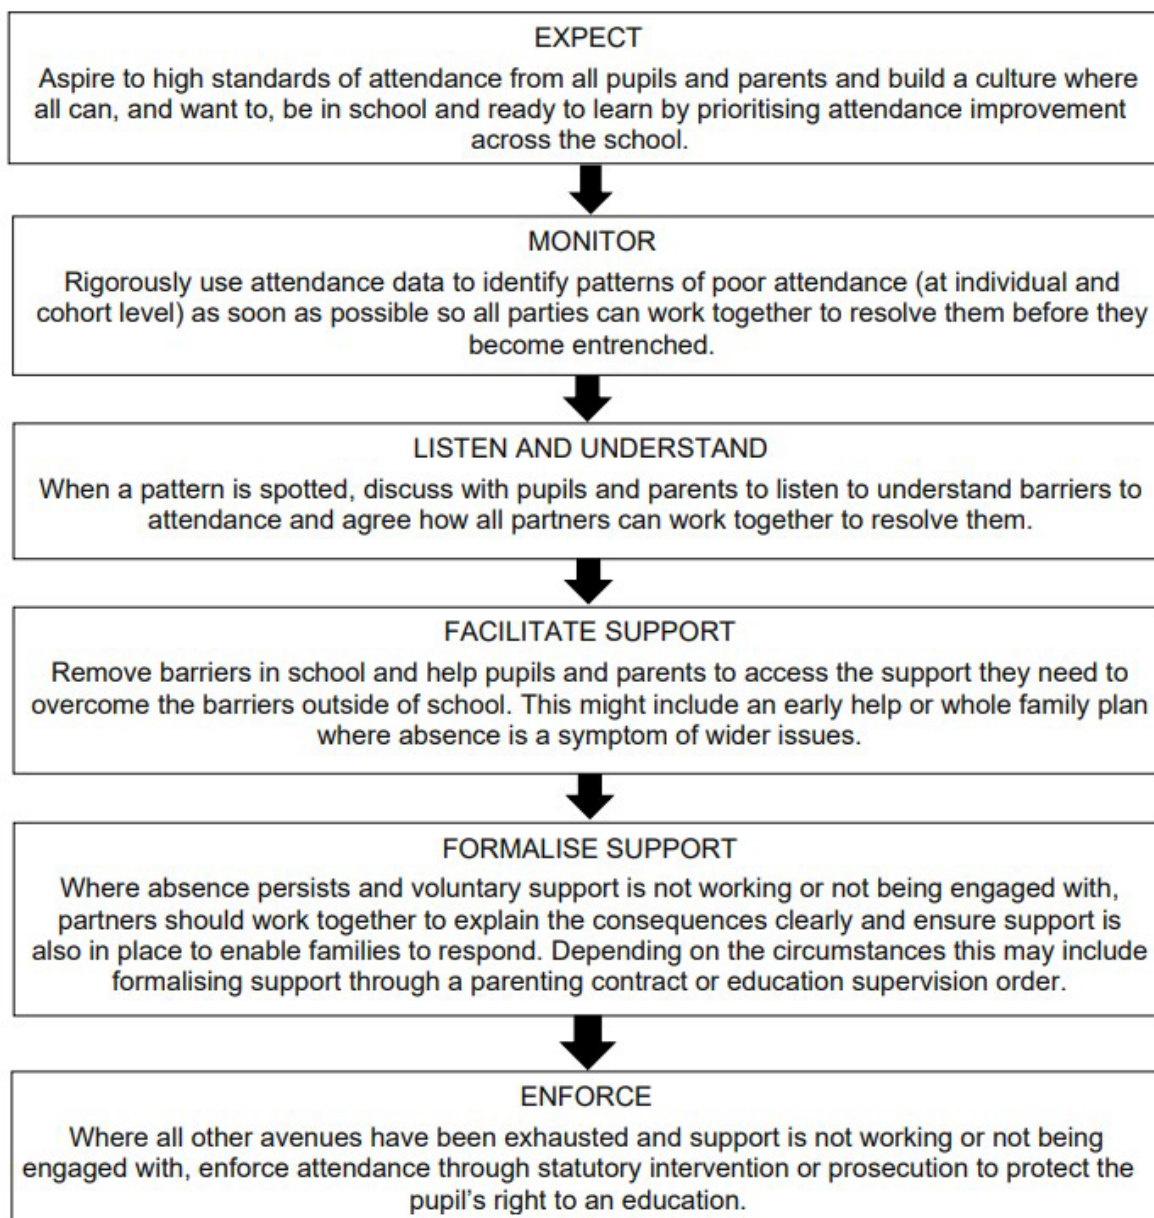 EXPECT
Aspire to high standards of attendance from all pupils and parents and build a culture where
all can, and want to, be in school and ready to learn by prioritising attendance improvement
across the school.
MONITOR
Rigorously use attendance data to identify patterns of poor attendance (at individual and
cohort level) as soon as possible so all parties can work together to resolve them before they
become entrenched.
LISTEN AND UNDERSTAND
When a pattern is spotted, discuss with pupils and parents to listen to understand barriers to
attendance and agree how all partners can work together to resolve them.
FACILITATE SUPPORT
Remove barriers in school and help pupils and parents to access the support they need to
overcome the barriers outside of school. This might include an early help or whole family plan
where absence is a symptom of wider issues.
FORMALISE SUPPORT
Where absence persists and voluntary support is not working or not being engaged with,
partners should work together to explain the consequences clearly and ensure support is
also in place to enable families to respond. Depending on the circumstances this may include
formalising support through a parenting contract or education supervision order.
ENFORCE
Where all other avenues have been exhausted and support is not working or not being
engaged with, enforce attendance through statutory intervention or prosecution to protect the
pupil's right to an education.